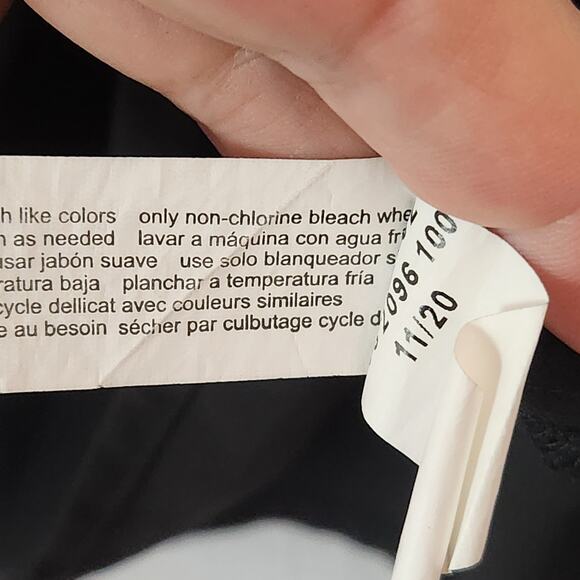 h like colors only non-chlorine bleach whe
as needed lavar a máquina con agua frí
usar jabón suave use solo blanqueador s
ratura baja planchar a temperatura fría
cycle dellicat avec couleurs similaires
e au besoin sécher par culbutage cycle d
2096 100
11/20